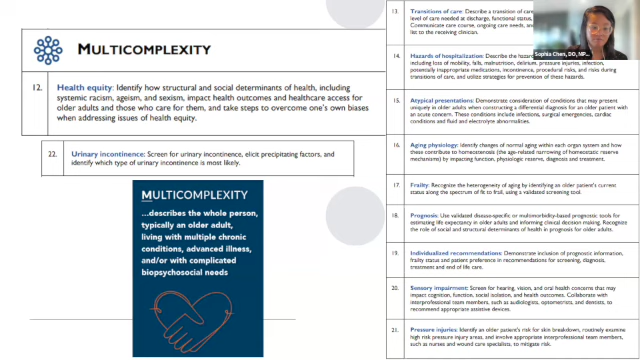 MULTICOMPLEXITY
12. Health equity: Identify how structural and social determinants of health, including
systemic racism, ageism, and sexism, impact health outcomes and healthcare access for
older adults and those who care for them, and take steps to overcome one's own biases
when addressing issues of health equity.
22. Urinary incontinence: Screen for urinary incontinence, elicit precipitating factors, and
identify which type of urinary incontinence is most likely.
MULTICOMPLEXITY
...describes the whole person,
typically an older adult,
living with multiple chronic
conditions, advanced illness,
and/or with complicated
biopsychosocial needs
13. Transitions of care: Describe a transition of care
level of care needed at discharge, functional status,
Communicate care course, ongoing care needs, an
list to the receiving clinician.
Sophia Chen, DO, MP...
14. Hazards of hospitalization: Describe the hazar
including loss of mobility, falls, malnutrition, delirium, pressure injuries, infection,
potentially inappropriate medications, incontinence, procedural risks, and risks during
transitions of care, and utilize strategies for prevention of these hazards.
15. Atypical presentations: Demonstrate consideration of conditions that may present
uniquely in older adults when constructing a differential diagnosis for an older patient with
an acute concern. These conditions include infections, surgical emergencies, cardiac
conditions and fluid and electrolyte abnormalities.
16. Aging physiology: Identify changes of normal aging within each organ system and how
these contribute to homeostenosis (the age-related narrowing of homeostatic reserve
mechanisms) by impacting function, physiologic reserve, diagnosis and treatment.
17. Frailty: Recognize the heterogeneity of aging by identifying an older patient's current
status along the spectrum of fit to frail, using a validated screening tool.
18. Prognosis: Use validated disease-specific or multimorbidity-based prognostic tools for
estimating life expectancy in older adults and informing clinical decision making. Recognize
the role of social and structural determinants of health in prognosis for older adults.
19. Individualized recommendations: Demonstrate inclusion of prognostic information,
frailty status and patient preference in recommendations for screening, diagnosis,
treatment and end of life care.
20. Sensory impairment: Screen for hearing, vision, and oral health concerns that may
impact cognition, function, social isolation, and health outcomes. Collaborate with
interprofessional team members, such as audiologists, optometrists, and dentists, to
recommend appropriate assistive devices.
21. Pressure injuries: Identify an older patient's risk for skin breakdown, routinely examine
high risk pressure injury areas, and involve appropriate interprofessional team members,
such as nurses and wound care specialists, to mitigate risk.